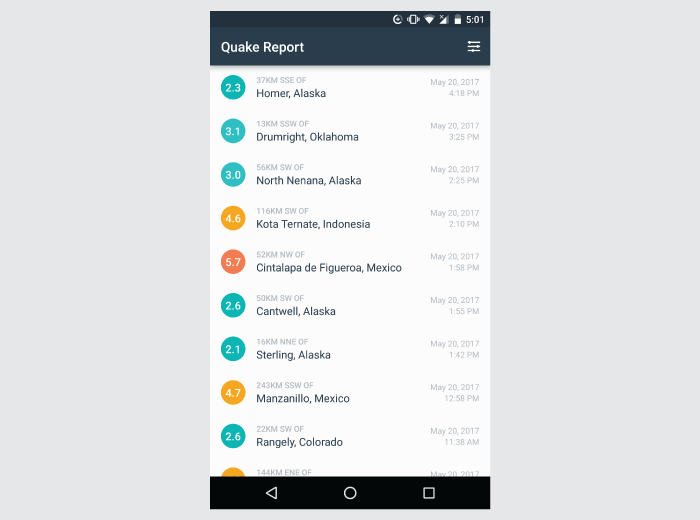 5:01
Quake Report
2.3
37KM SSE OF
Homer, Alaska
May 20, 2017
4:18 PM
3.1
13KM SSW OF
Drumright, Oklahoma
May 20, 2017
3:25 PM
3.0
56KM SW OF
North Nenana, Alaska
May 20, 2017
2:25 PM
4.6
116KM SW OF
Kota Ternate, Indonesia
May 20, 2017
2:10 PM
5.7
52KM NW OF
Cintalapa de Figueroa, Mexico
May 20, 2017
1:58 PM
2.6
50KM SW OF
Cantwell, Alaska
May 20, 2017
1:55 PM
2.1
16KM NNE OF
Sterling, Alaska
May 20, 2017
1:42 PM
4.7
243KM SSW OF
Manzanillo, Mexico
May 20, 2017
12:58 PM
2.6
22KM SW OF
Rangely, Colorado
May 20, 2017
11:38 AM
144KM ENE OF
May 20, 2017